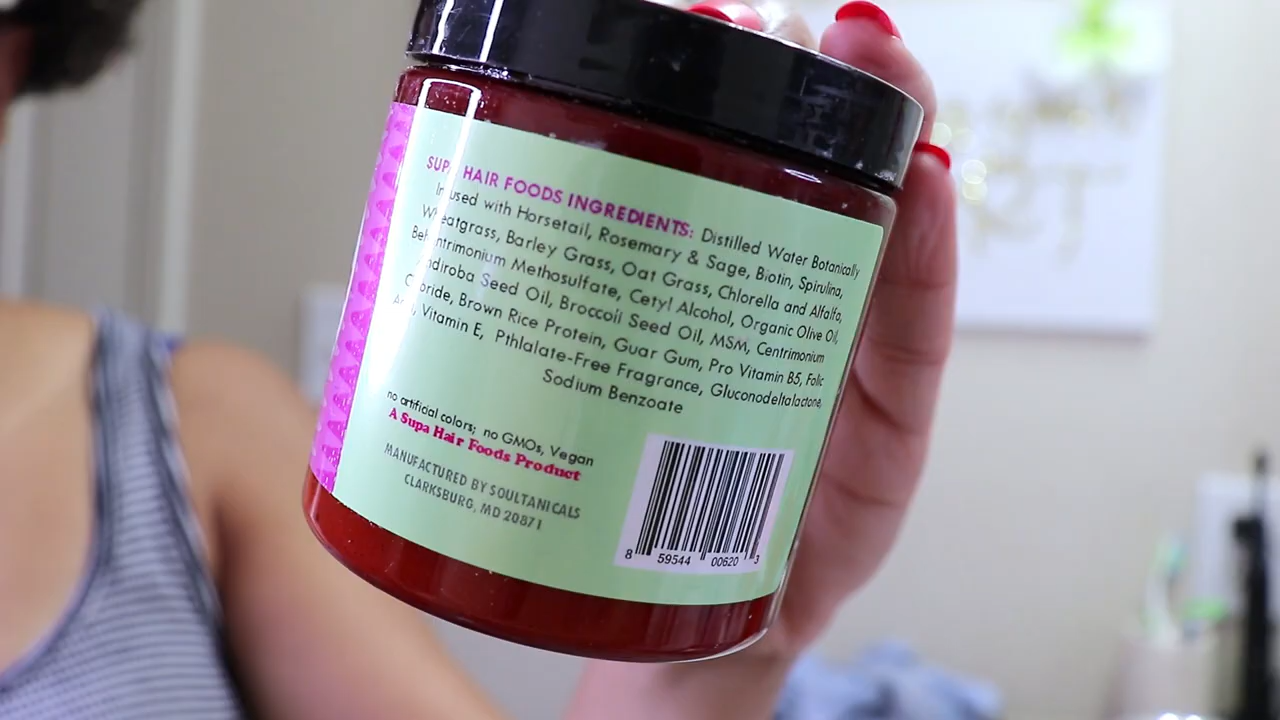 SUPA HAIR FOODS INGREDIENTS: Distilled Water Botanically
Infused with Horsetail, Rosemary & Sage, Biotin, Spirulina,
Wheatgrass, Barley Grass, Oat Grass, Chlorella and Alfalfa,
Behentrimonium Methosulfate, Cetyl Alcohol, Organic Olive Oil,
Andiroba Seed Oil, Broccoli Seed Oil, MSM, Centrimonium
Chloride, Brown Rice Protein, Guar Gum, Pro Vitamin B5, Folic
Acid, Vitamin E, Pthlalate-Free Fragrance, Gluconodeltalactone,
Sodium Benzoate
no artificial colors; no GMOs, Vegan
A Supa Hair Foods Product
MANUFACTURED BY SOULTANICALS
CLARKSBURG, MD 20871
8 59544 00620 3